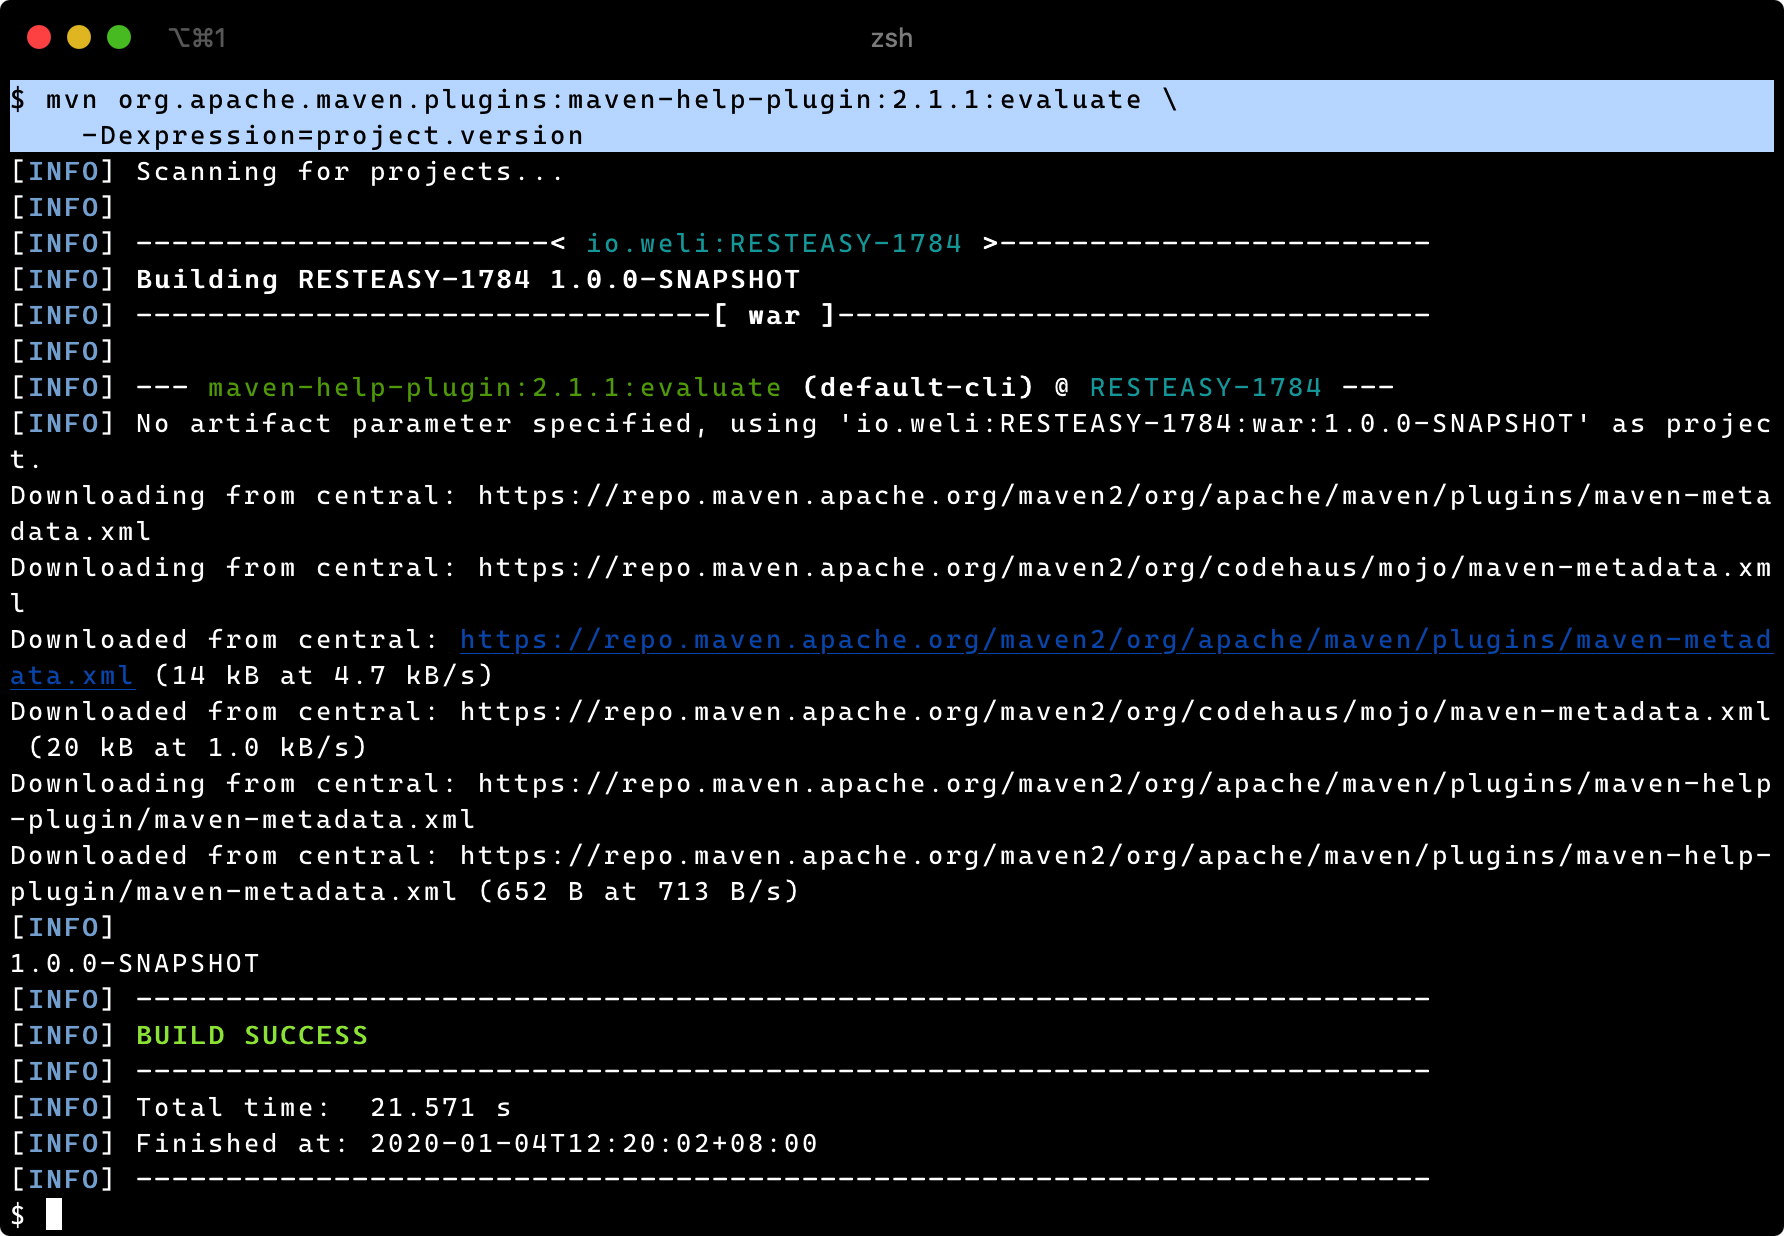 ⌥⌘1 zsh
$ mvn org.apache.maven.plugins:maven-help-plugin:2.1.1:evaluate \
    -Dexpression=project.version
[INFO] Scanning for projects...
[INFO]
[INFO] -----------------------< io.weli:RESTEASY-1784 >------------------------
[INFO] Building RESTEASY-1784 1.0.0-SNAPSHOT
[INFO] --------------------------------[ war ]---------------------------------
[INFO]
[INFO] --- maven-help-plugin:2.1.1:evaluate (default-cli) @ RESTEASY-1784 ---
[INFO] No artifact parameter specified, using 'io.weli:RESTEASY-1784:war:1.0.0-SNAPSHOT' as projec
t.
Downloading from central: https://repo.maven.apache.org/maven2/org/apache/maven/plugins/maven-meta
data.xml
Downloading from central: https://repo.maven.apache.org/maven2/org/codehaus/mojo/maven-metadata.xm
l
Downloaded from central: https://repo.maven.apache.org/maven2/org/apache/maven/plugins/maven-metad
ata.xml (14 kB at 4.7 kB/s)
Downloaded from central: https://repo.maven.apache.org/maven2/org/codehaus/mojo/maven-metadata.xml
 (20 kB at 1.0 kB/s)
Downloading from central: https://repo.maven.apache.org/maven2/org/apache/maven/plugins/maven-help
-plugin/maven-metadata.xml
Downloaded from central: https://repo.maven.apache.org/maven2/org/apache/maven/plugins/maven-help-
plugin/maven-metadata.xml (652 B at 713 B/s)
[INFO]
1.0.0-SNAPSHOT
[INFO] ------------------------------------------------------------------------
[INFO] BUILD SUCCESS
[INFO] ------------------------------------------------------------------------
[INFO] Total time:  21.571 s
[INFO] Finished at: 2020-01-04T12:20:02+08:00
[INFO] ------------------------------------------------------------------------
$